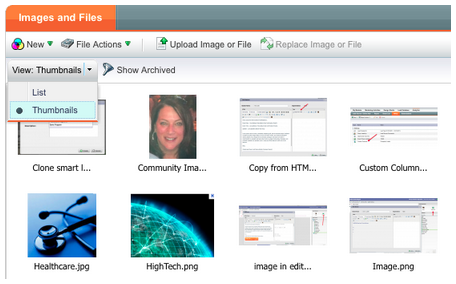 Images and Files
New File Actions Upload Image or File Replace Image or File
View: Thumbnails Show Archived
List
Thumbnails
Clone smart l... Community Ima... Copy from HTM... Custom Column...
Healthcare.jpg HighTech.png image in edit... Image.png